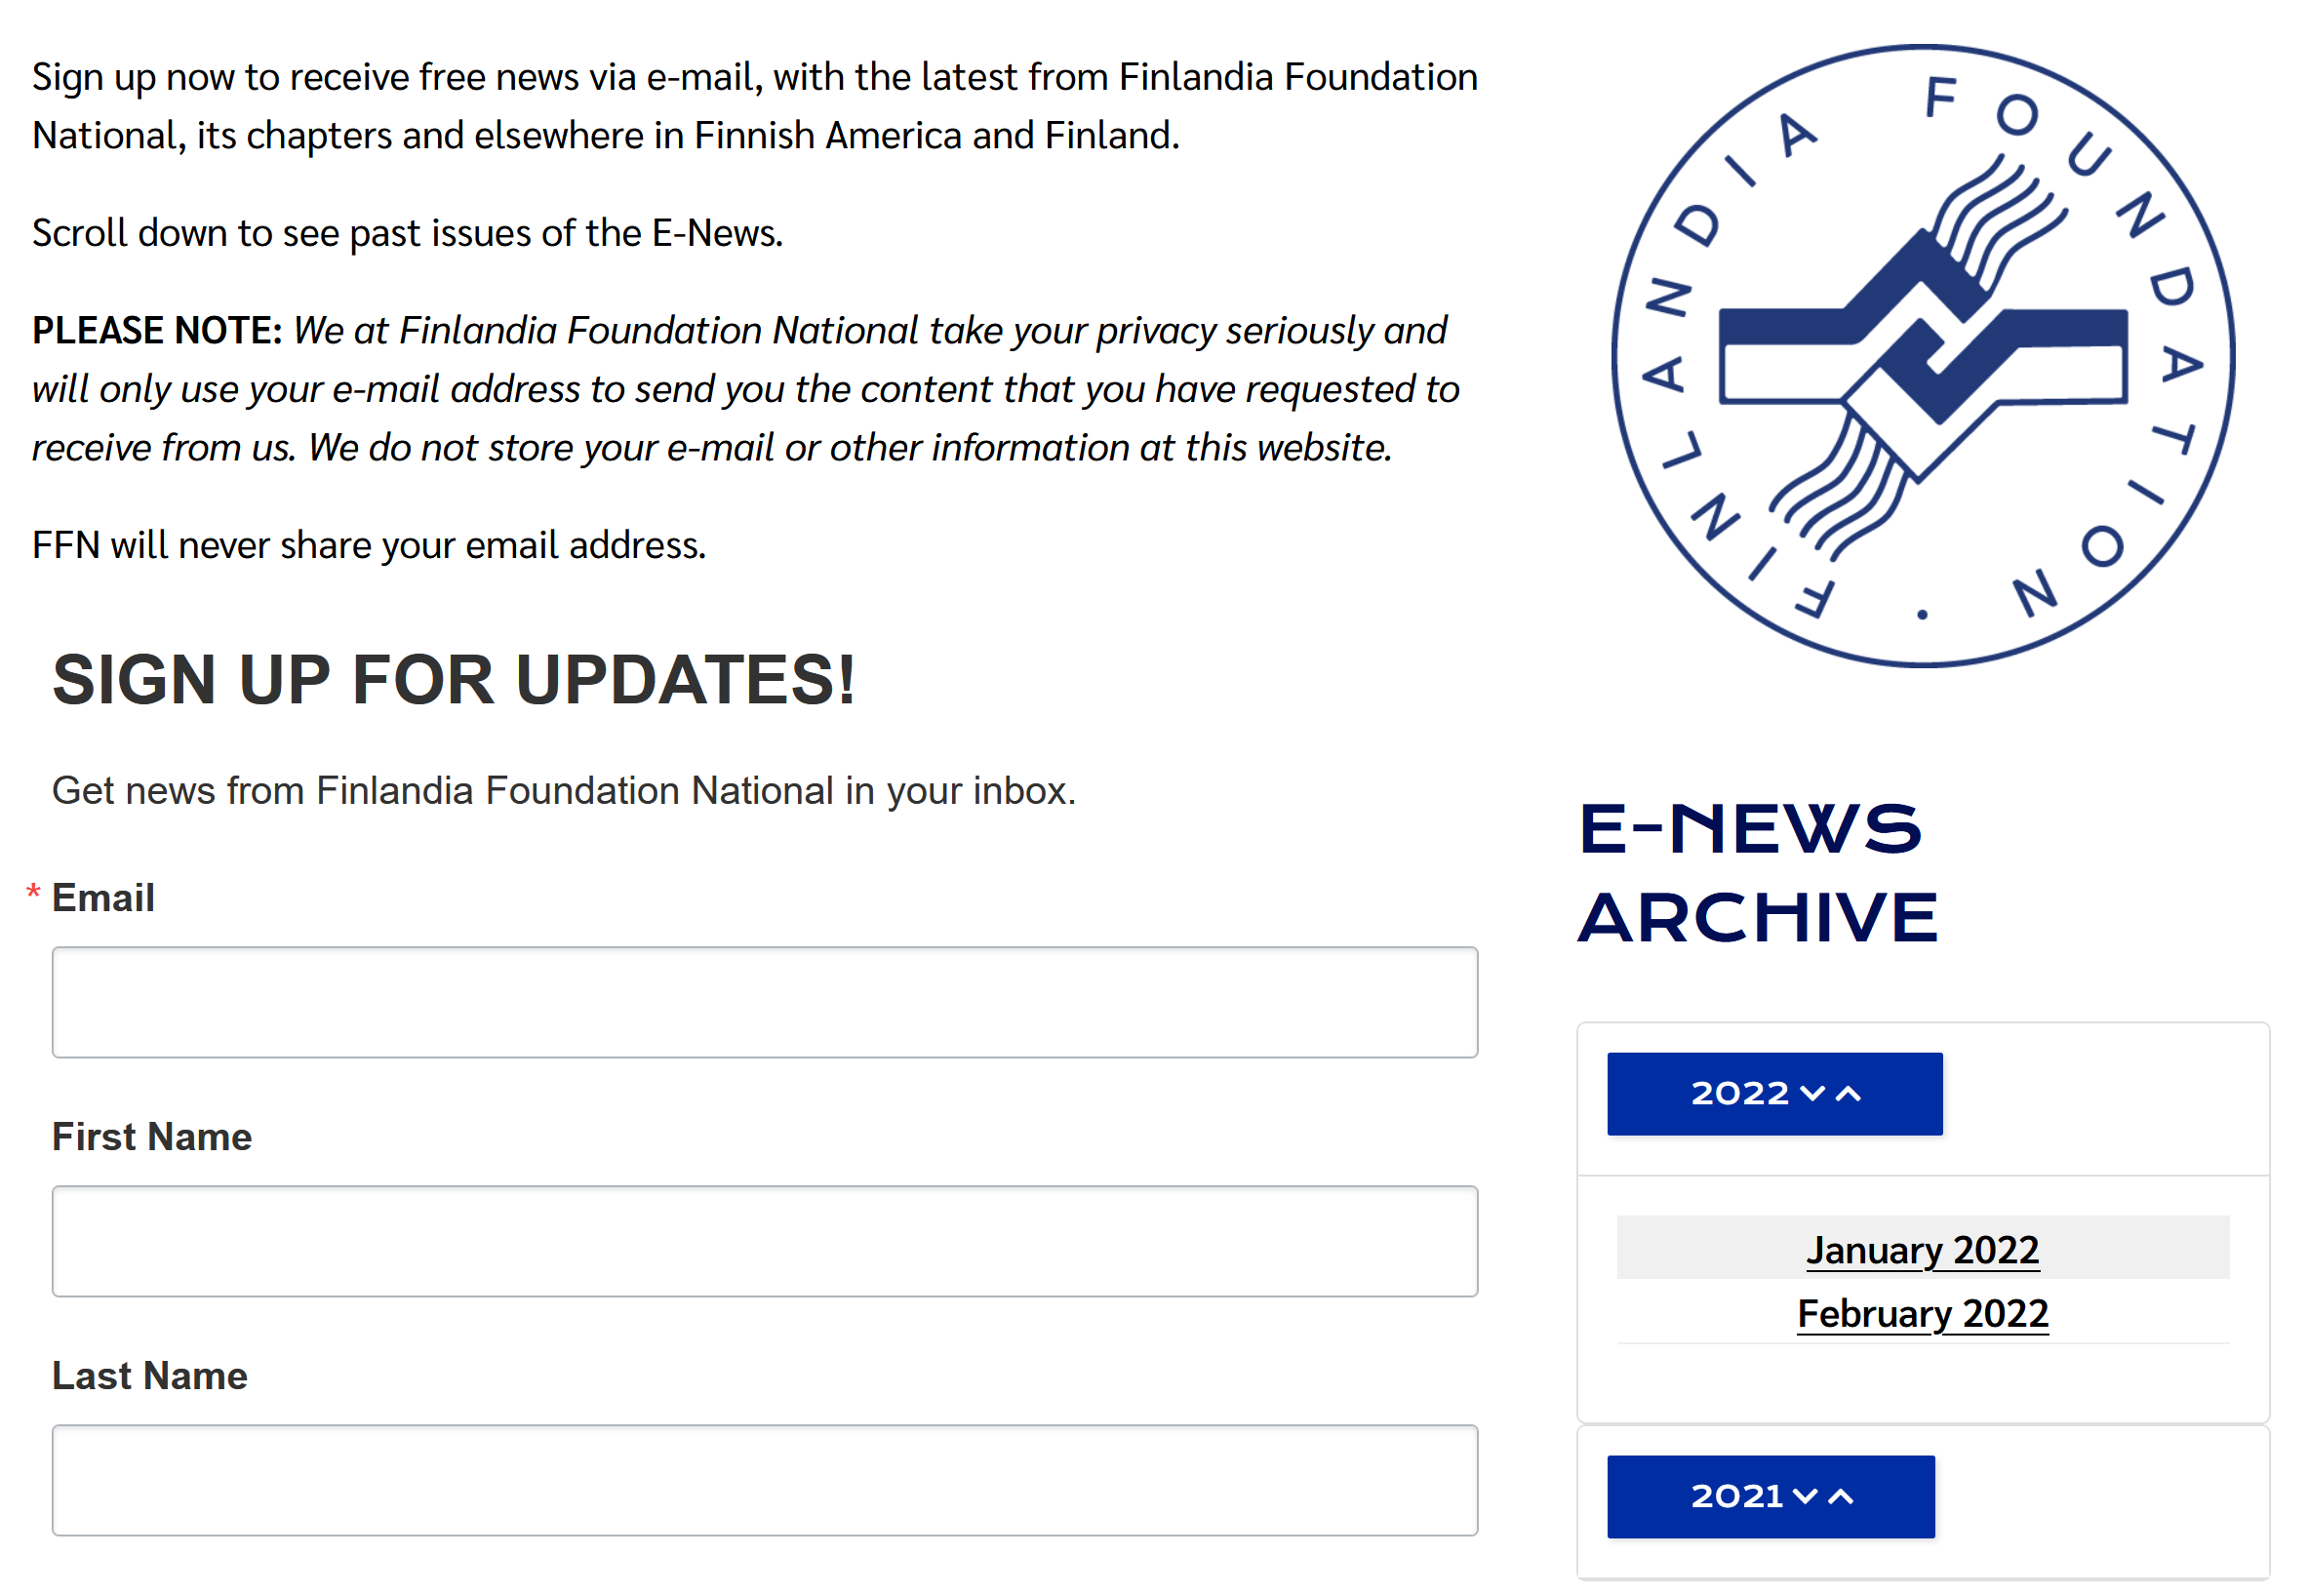 Sign up now to receive free news via e-mail, with the latest from Finlandia Foundation
National, its chapters and elsewhere in Finnish America and Finland.
Scroll down to see past issues of the E-News.
PLEASE NOTE: We at Finlandia Foundation National take your privacy seriously and
will only use your e-mail address to send you the content that you have requested to
receive from us. We do not store your e-mail or other information at this website.
FFN will never share your email address.
SIGN UP FOR UPDATES!
Get news from Finlandia Foundation National in your inbox.
* Email
First Name
Last Name
FINLANDIA FOUNDATION •
E-NEWS
ARCHIVE
2022
January 2022
February 2022
2021